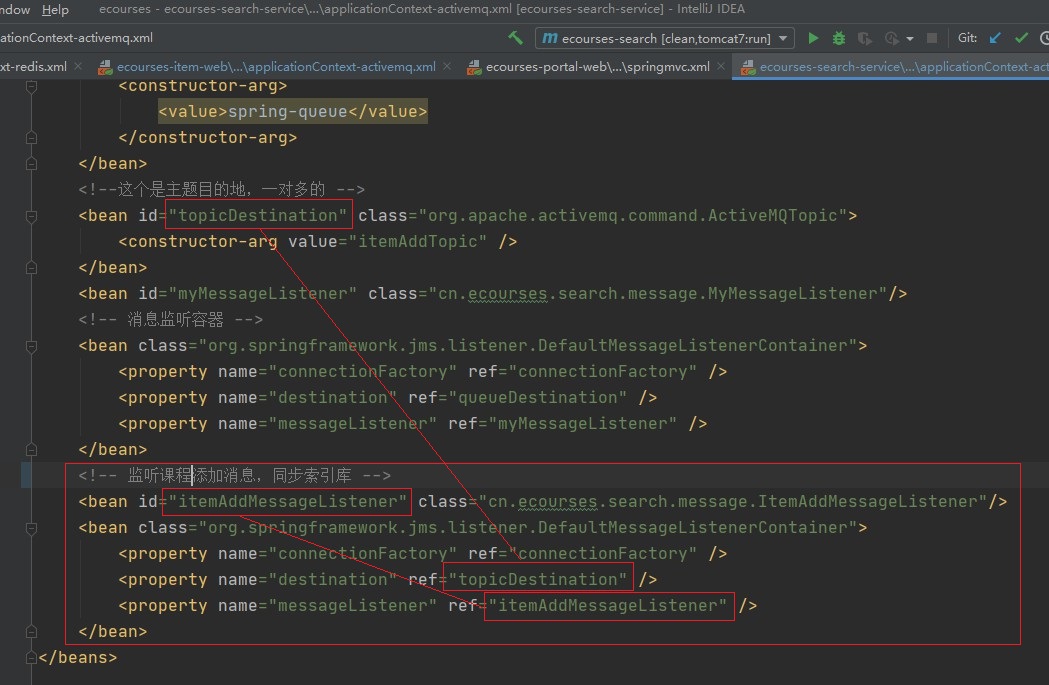 ndow Help ecourses – ecourses-search-service\...\applicationContext-activemq.xml [ecourses-search-service] - IntelliJ IDEA
ationContext-activemq.xml
ecourses-search [clean,tomcat7:run]
Git:
xt-redis.xml
ecourses-item-web\...\applicationContext-activemq.xml
ecourses-portal-web\...\springmvc.xml
ecourses-search-service\...\applicationContext-act
<constructor-arg>
<value>spring-queue</value>
</constructor-arg>
</bean>
<!--这个是主题目的地，一对多的 -->
<bean id="topicDestination" class="org.apache.activemq.command.ActiveMQTopic">
<constructor-arg value="itemAddTopic" />
</bean>
<bean id="myMessageListener" class="cn.ecourses.search.message.MyMessageListener"/>
<!-- 消息监听容器 -->
<bean class="org.springframework.jms.listener.DefaultMessageListenerContainer">
<property name="connectionFactory" ref="connectionFactory" />
<property name="destination" ref="queueDestination" />
<property name="messageListener" ref="myMessageListener" />
</bean>
<!-- 监听课程添加消息，同步索引库 -->
<bean id="itemAddMessageListener" class="cn.ecourses.search.message.ItemAddMessageListener"/>
<bean class="org.springframework.jms.listener.DefaultMessageListenerContainer">
<property name="connectionFactory" ref="connectionFactory" />
<property name="destination" ref="topicDestination" />
<property name="messageListener" ref="itemAddMessageListener" />
</bean>
</beans>